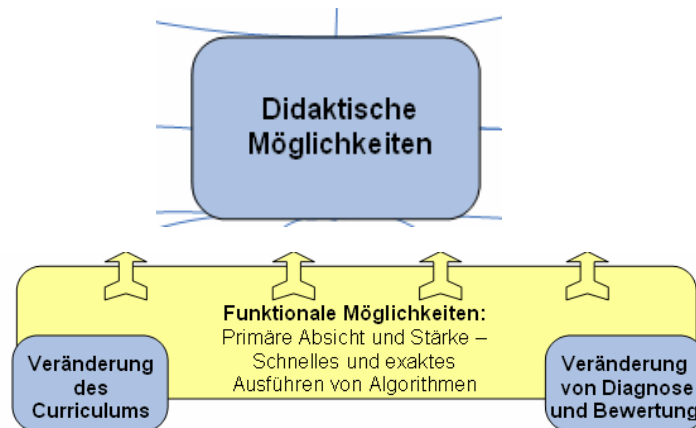 Didaktische
Möglichkeiten
Funktionale Möglichkeiten:
Primäre Absicht und Stärke –
Schnelles und exaktes
Ausführen von Algorithmen
Veränderung
des
Curriculums
Veränderung
von Diagnose
und Bewertung